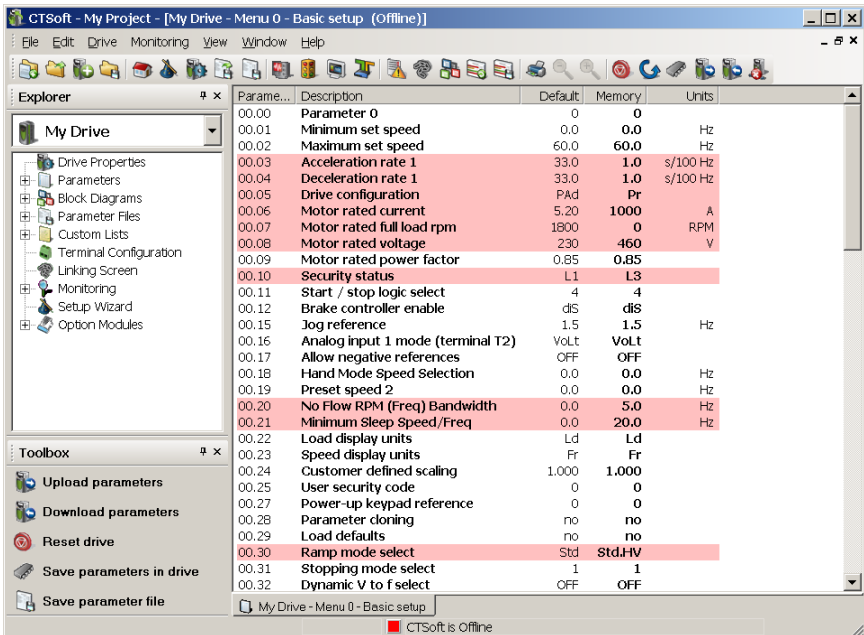 CTSoft - My Project - [My Drive - Menu 0 - Basic setup (Offline)]
File Edit Drive Monitoring View Window Help
Explorer
My Drive
Drive Properties
Parameters
Block Diagrams
Parameter Files
Custom Lists
Terminal Configuration
Linking Screen
Monitoring
Setup Wizard
Option Modules
Toolbox
Upload parameters
Download parameters
Reset drive
Save parameters in drive
Save parameter file
Parame... Description Default Memory Units
00.00 Parameter 0 0 0
00.01 Minimum set speed 0.0 0.0 Hz
00.02 Maximum set speed 60.0 60.0 Hz
00.03 Acceleration rate 1 33.0 1.0 s/100 Hz
00.04 Deceleration rate 1 33.0 1.0 s/100 Hz
00.05 Drive configuration PAd Pr
00.06 Motor rated current 5.20 1000 A
00.07 Motor rated full load rpm 1800 0 RPM
00.08 Motor rated voltage 230 460 V
00.09 Motor rated power factor 0.85 0.85
00.10 Security status L1 L3
00.11 Start / stop logic select 4 4
00.12 Brake controller enable diS diS
00.15 Jog reference 1.5 1.5 Hz
00.16 Analog input 1 mode (terminal T2) VoLt VoLt
00.17 Allow negative references OFF OFF
00.18 Hand Mode Speed Selection 0.0 0.0 Hz
00.19 Preset speed 2 0.0 0.0 Hz
00.20 No Flow RPM (Freq) Bandwidth 0.0 5.0 Hz
00.21 Minimum Sleep Speed/Freq 0.0 20.0 Hz
00.22 Load display units Ld Ld
00.23 Speed display units Fr Fr
00.24 Customer defined scaling 1.000 1.000
00.25 User security code 0 0
00.27 Power-up keypad reference 0 0
00.28 Parameter cloning no no
00.29 Load defaults no no
00.30 Ramp mode select Std Std.HV
00.31 Stopping mode select 1 1
00.32 Dynamic V to f select OFF OFF
My Drive - Menu 0 - Basic setup
CTSoft is Offline